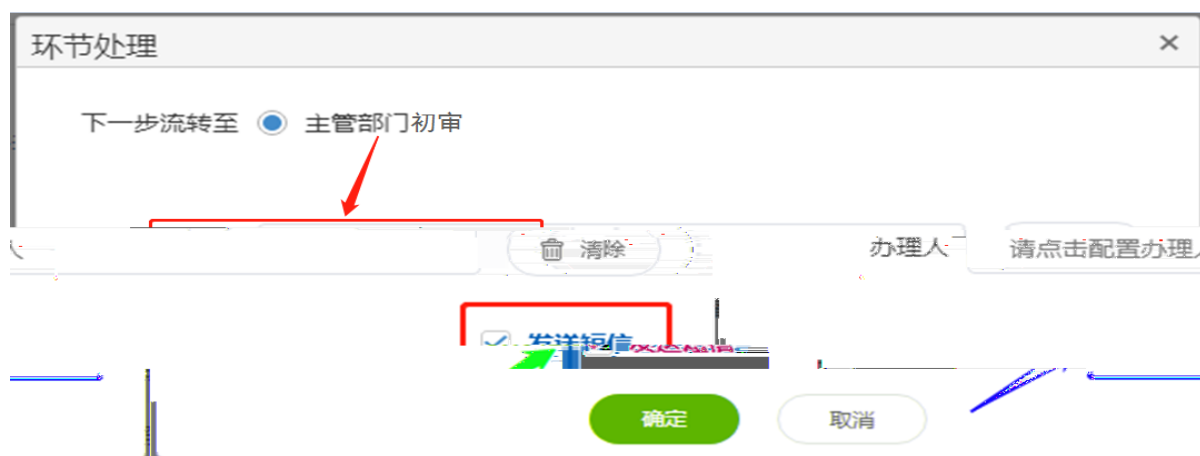 环节处理
下一步流转至 主管部门初审
清除 办理人 请点击配置办理人
发送短信
确定 取消